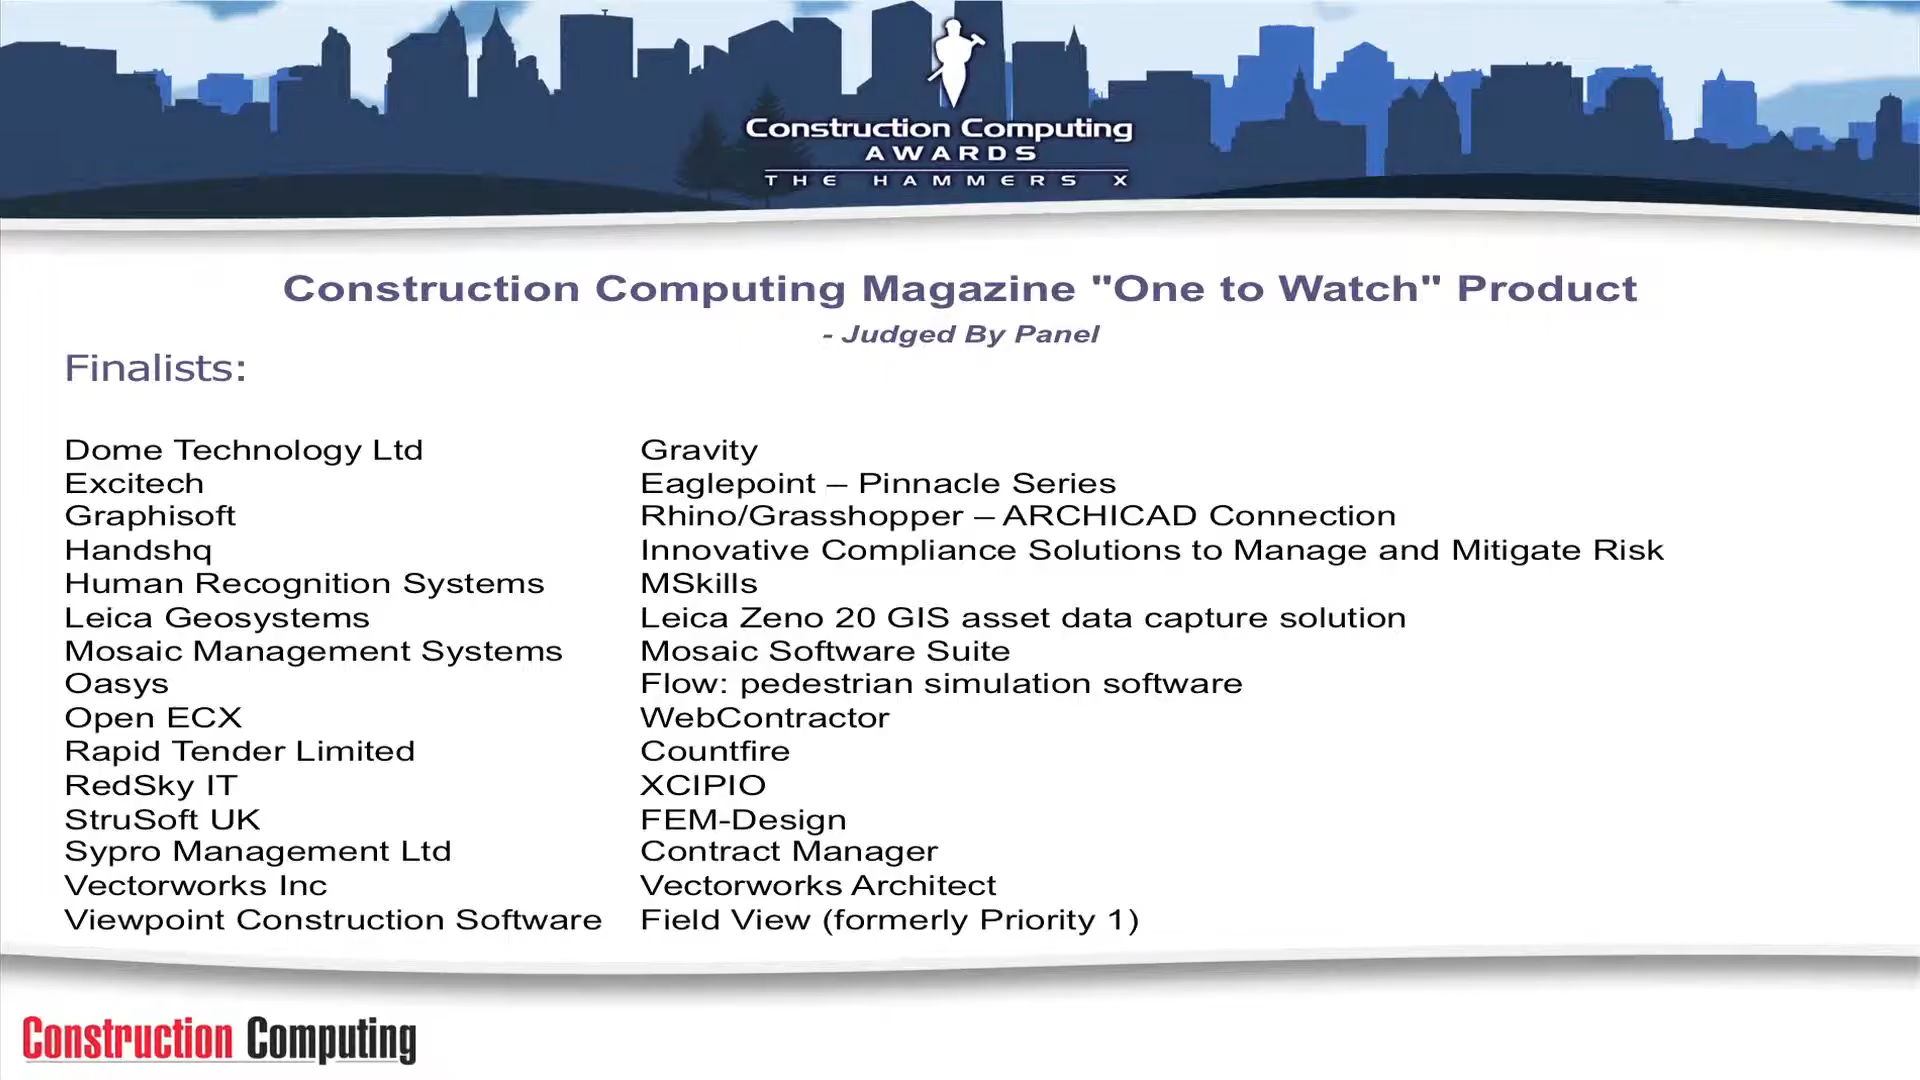 Construction Computing
AWARDS
THE HAMMERS X
Construction Computing Magazine "One to Watch" Product
- Judged By Panel
Finalists:
Dome Technology Ltd Gravity
Excitech Eaglepoint – Pinnacle Series
Graphisoft Rhino/Grasshopper – ARCHICAD Connection
Handshq Innovative Compliance Solutions to Manage and Mitigate Risk
Human Recognition Systems MSkills
Leica Geosystems Leica Zeno 20 GIS asset data capture solution
Mosaic Management Systems Mosaic Software Suite
Oasys Flow: pedestrian simulation software
Open ECX WebContractor
Rapid Tender Limited Countfire
RedSky IT XCIPIO
StruSoft UK FEM-Design
Sypro Management Ltd Contract Manager
Vectorworks Inc Vectorworks Architect
Viewpoint Construction Software Field View (formerly Priority 1)
Construction Computing